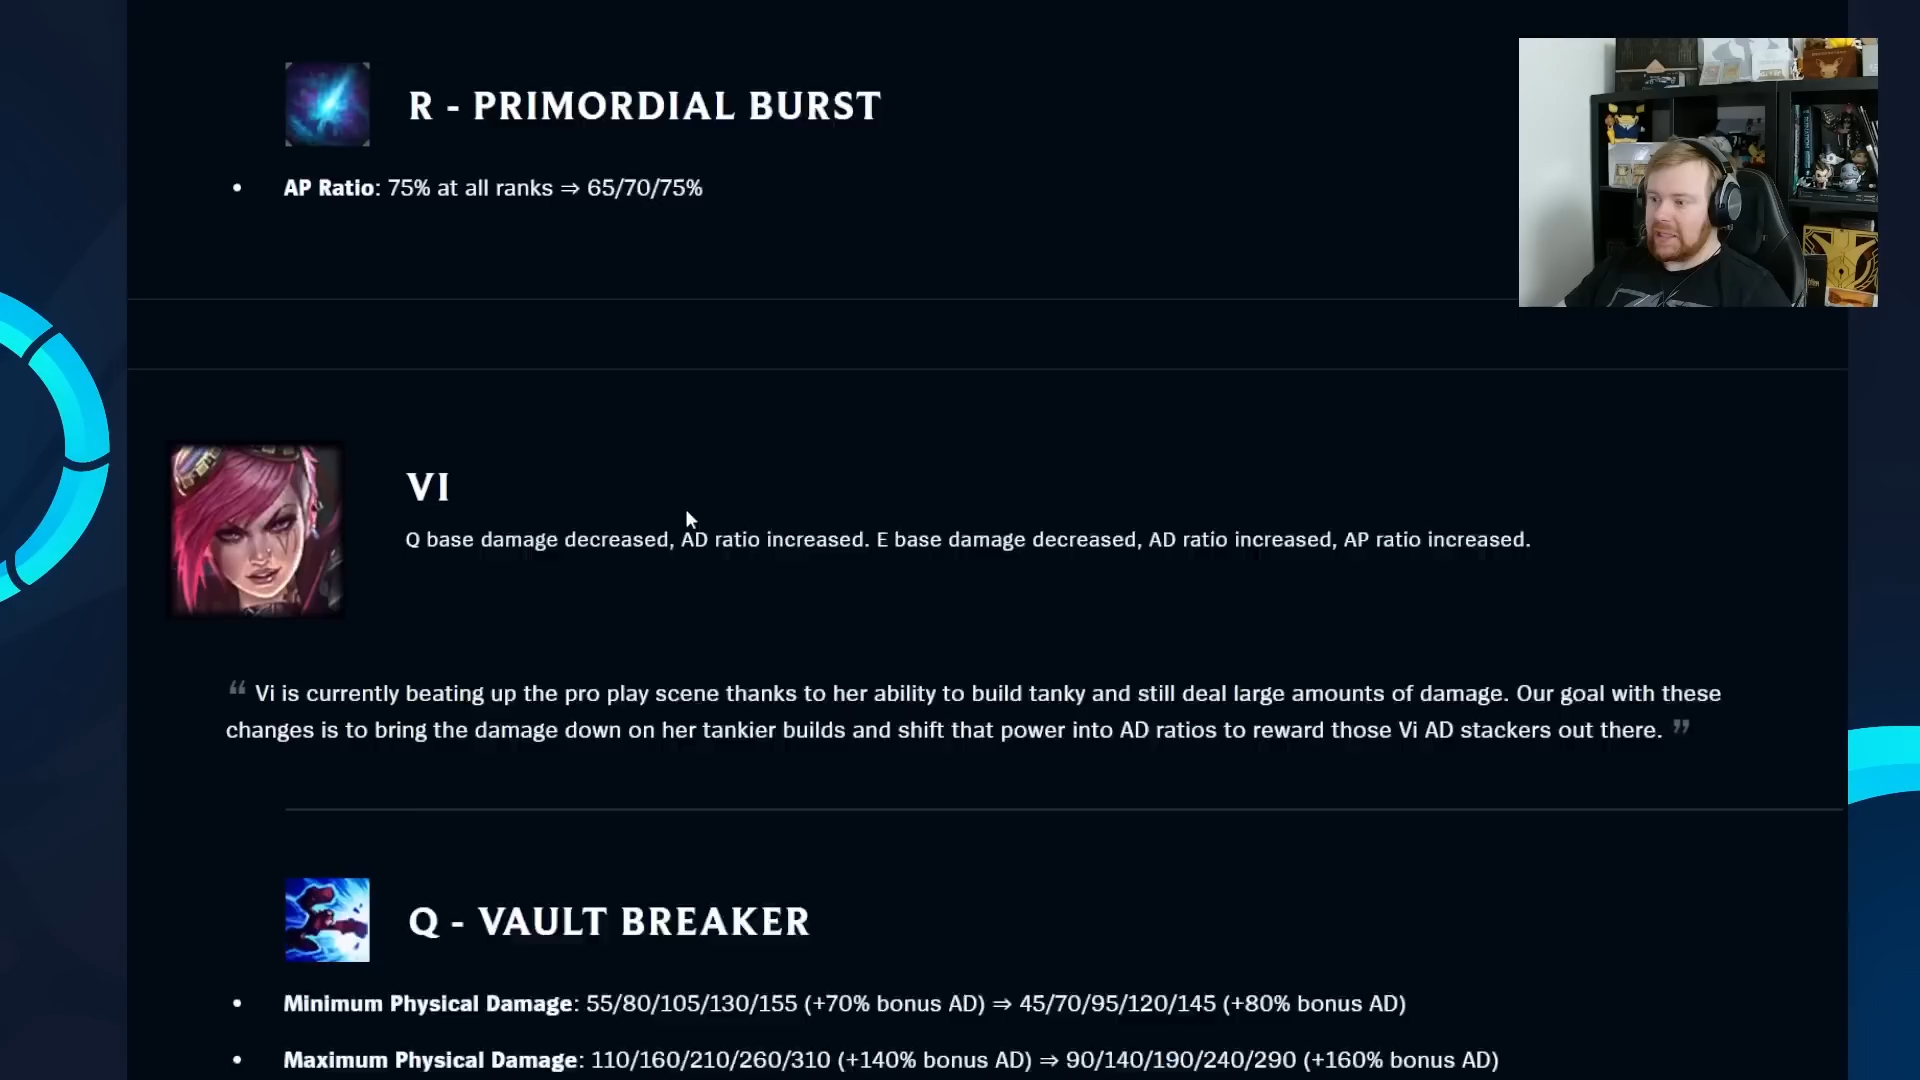 R - PRIMORDIAL BURST
• AP Ratio: 75% at all ranks ⇒ 65/70/75%
VI
Q base damage decreased, AD ratio increased. E base damage decreased, AD ratio increased, AP ratio increased.
“ Vi is currently beating up the pro play scene thanks to her ability to build tanky and still deal large amounts of damage. Our goal with these
changes is to bring the damage down on her tankier builds and shift that power into AD ratios to reward those Vi AD stackers out there. ”
Q - VAULT BREAKER
• Minimum Physical Damage: 55/80/105/130/155 (+70% bonus AD) ⇒ 45/70/95/120/145 (+80% bonus AD)
• Maximum Physical Damage: 110/160/210/260/310 (+140% bonus AD) ⇒ 90/140/190/240/290 (+160% bonus AD)